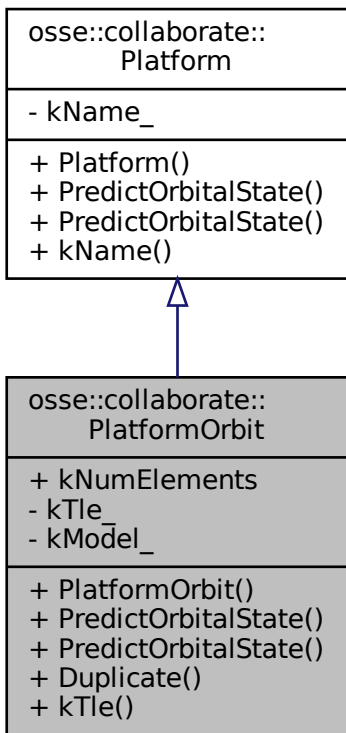 osse::collaborate::
Platform
- kName_
+ Platform()
+ PredictOrbitalState()
+ PredictOrbitalState()
+ kName()
osse::collaborate::
PlatformOrbit
+ kNumElements
- kTle_
- kModel_
+ PlatformOrbit()
+ PredictOrbitalState()
+ PredictOrbitalState()
+ Duplicate()
+ kTle()